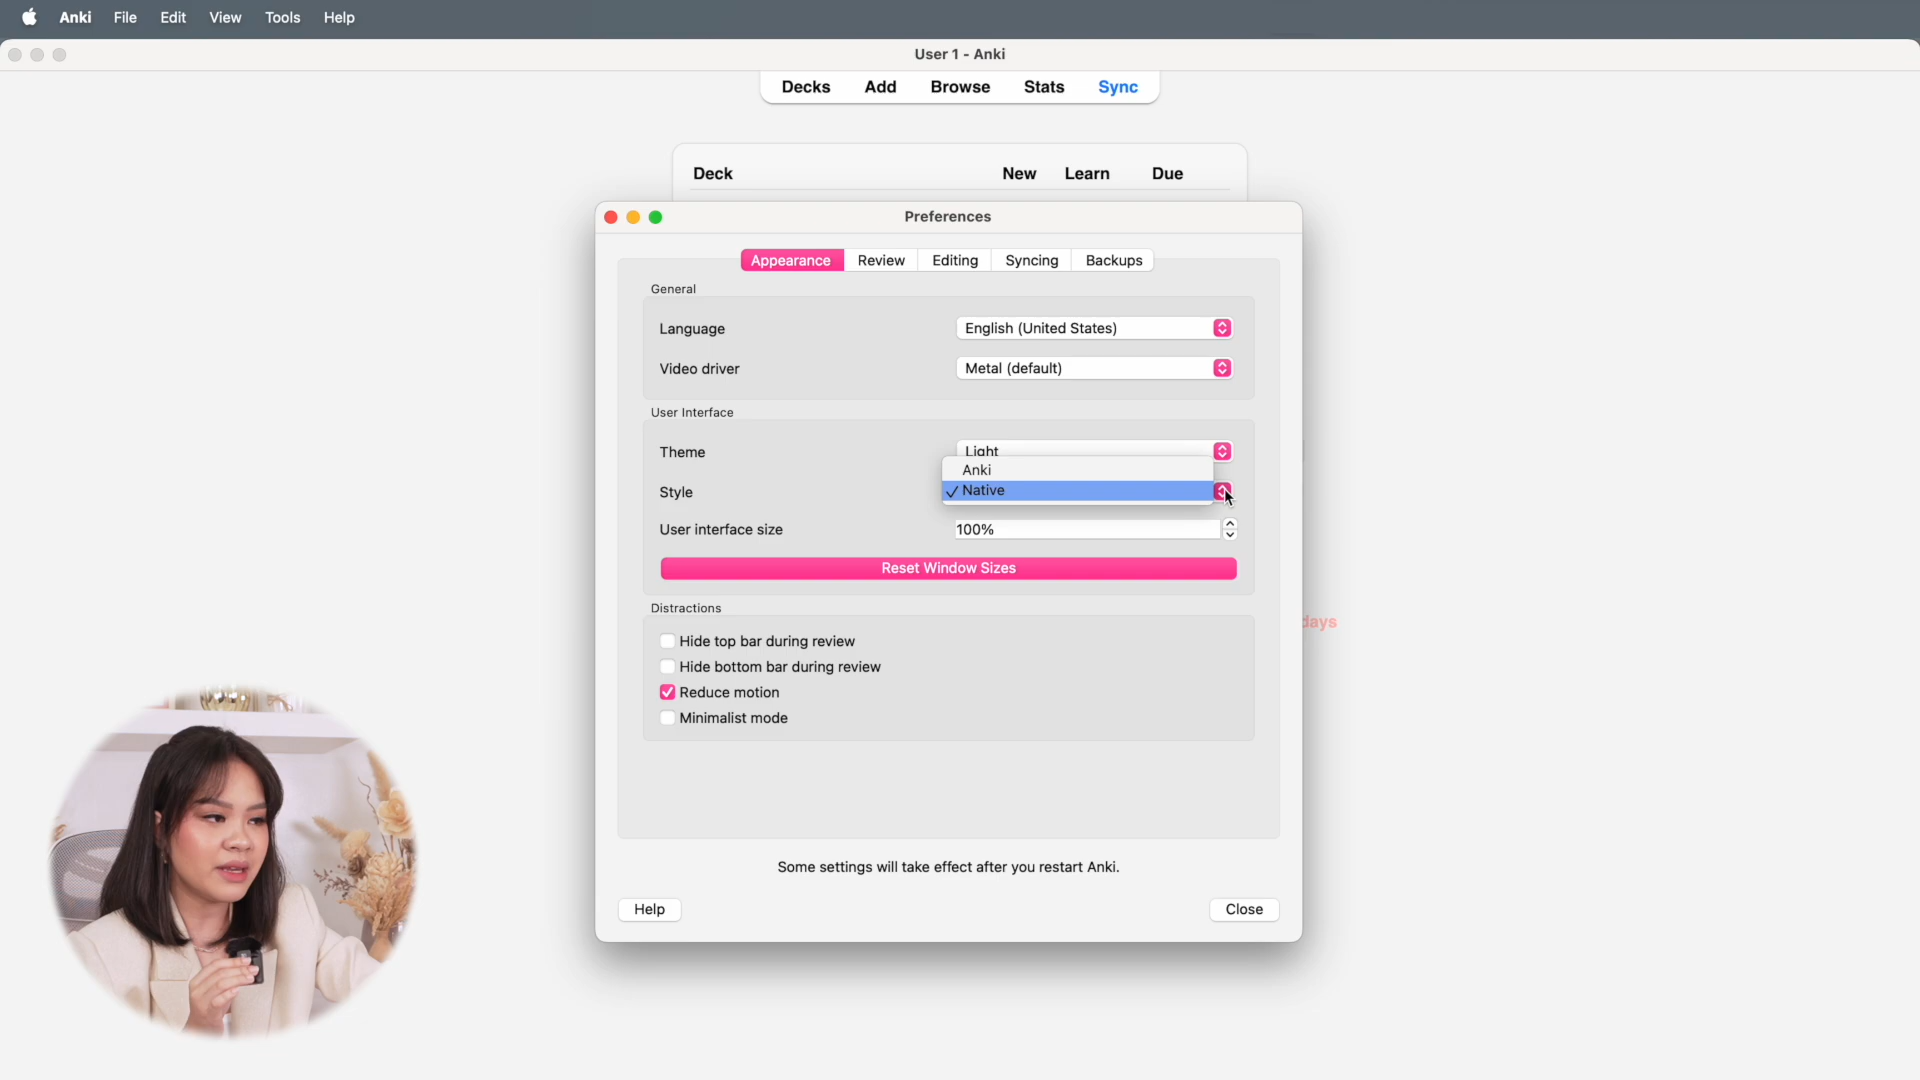 Anki File Edit View Tools Help
User 1 - Anki
Decks Add Browse Stats Sync
Deck New Learn Due
Preferences
Appearance Review Editing Syncing Backups
General
Language English (United States)
Video driver Metal (default)
User Interface
Theme Light
Anki
Style ✓ Native
User interface size 100%
Reset Window Sizes
Distractions
Hide top bar during review
days
Hide bottom bar during review
Reduce motion
Minimalist mode
Some settings will take effect after you restart Anki.
Help Close